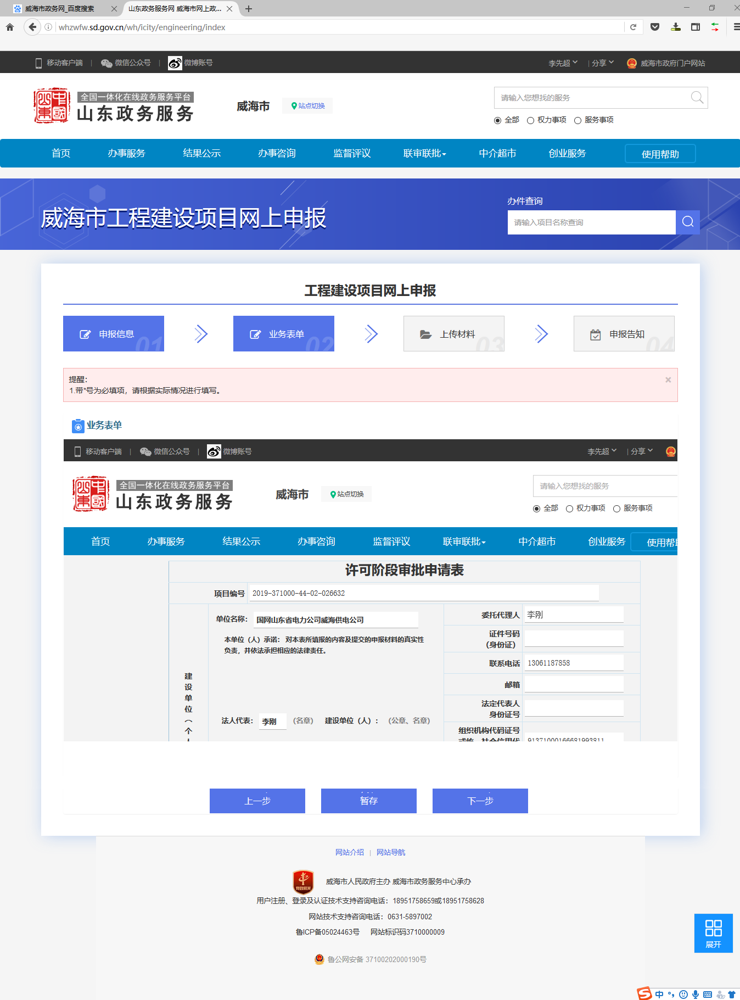 威海市政务网_百度搜索
山东政务服务网 威海市网上政...
whzwfw.sd.gov.cn/wh/icity/engineering/index
移动客户端 | 微信公众号 | 微博账号
李先超 | 分享 威海市政府门户网站
全国一体化在线政务服务平台
山东政务服务
威海市 站点切换
请输入您想找的服务
全部 权力事项 服务事项
首页 办事服务 结果公示 办事咨询 监督评议 联审联批 中介超市 创业服务 使用帮助
威海市工程建设项目网上申报
办件查询
请输入项目名称查询
工程建设项目网上申报
申报信息 01 业务表单 02 上传材料 03 申报告知 04
提醒：
1.带*号为必填项，请根据实际情况进行填写。
业务表单
移动客户端 | 微信公众号 | 微博账号
李先超 | 分享
全国一体化在线政务服务平台
山东政务服务
威海市 站点切换
请输入您想找的服务
全部 权力事项 服务事项
首页 办事服务 结果公示 办事咨询 监督评议 联审联批 中介超市 创业服务 使用帮
许可阶段审批申请表
项目编号 2019-371000-44-02-026632
单位名称： 国网山东省电力公司威海供电公司
本单位（人）承诺： 对本表所填报的内容及提交的申报材料的真实性
负责，并依法承担相应的法律责任。
建设单位（个人
法人代表： 李刚 （名章） 建设单位（人）： （公章、名章）
委托代理人 李刚
证件号码
（身份证）
联系电话 13061187858
邮箱
法定代表人
身份证号
组织机构代码证号
或统一社会信用代 91371000166681993811
上一步 暂存 下一步
网站介绍 | 网站导航
党政机关
威海市人民政府主办 威海市政务服务中心承办
用户注册、登录及认证技术支持咨询电话：18951758659或18951758628
网站技术支持咨询电话：0631-5897002
鲁ICP备05024463号 网站标识码3710000009
鲁公网安备 37100202000190号
展开
中